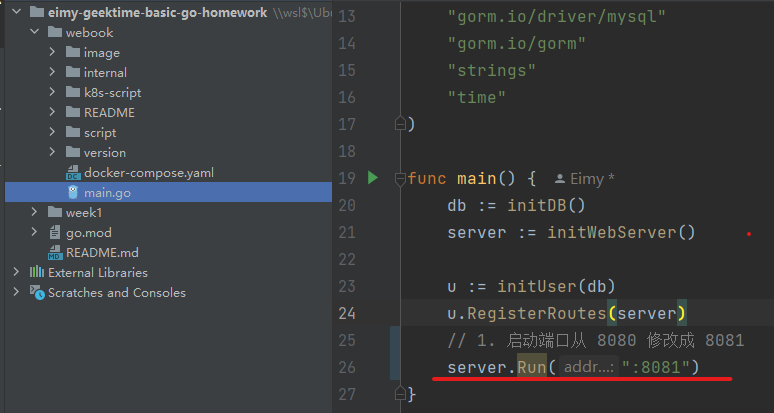 eimy-geektime-basic-go-homework \\wsl$\Ub
webook
image
internal
k8s-script
README
script
version
docker-compose.yaml
main.go
week1
go.mod
README.md
External Libraries
Scratches and Consoles
13 "gorm.io/driver/mysql"
14 "gorm.io/gorm"
15 "strings"
16 "time"
17 )
18
19 func main() { Eimy *
20 db := initDB()
21 server := initWebServer()
22
23 u := initUser(db)
24 u.RegisterRoutes(server)
25 // 1. 启动端口从 8080 修改成 8081
26 server.Run( addr...: ":8081")
27 }